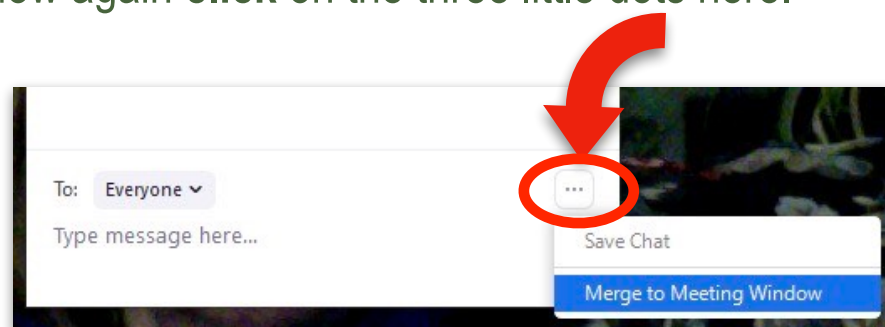 again click on the three little dots here.
To: Everyone
...
Type message here...
Save Chat
Merge to Meeting Window